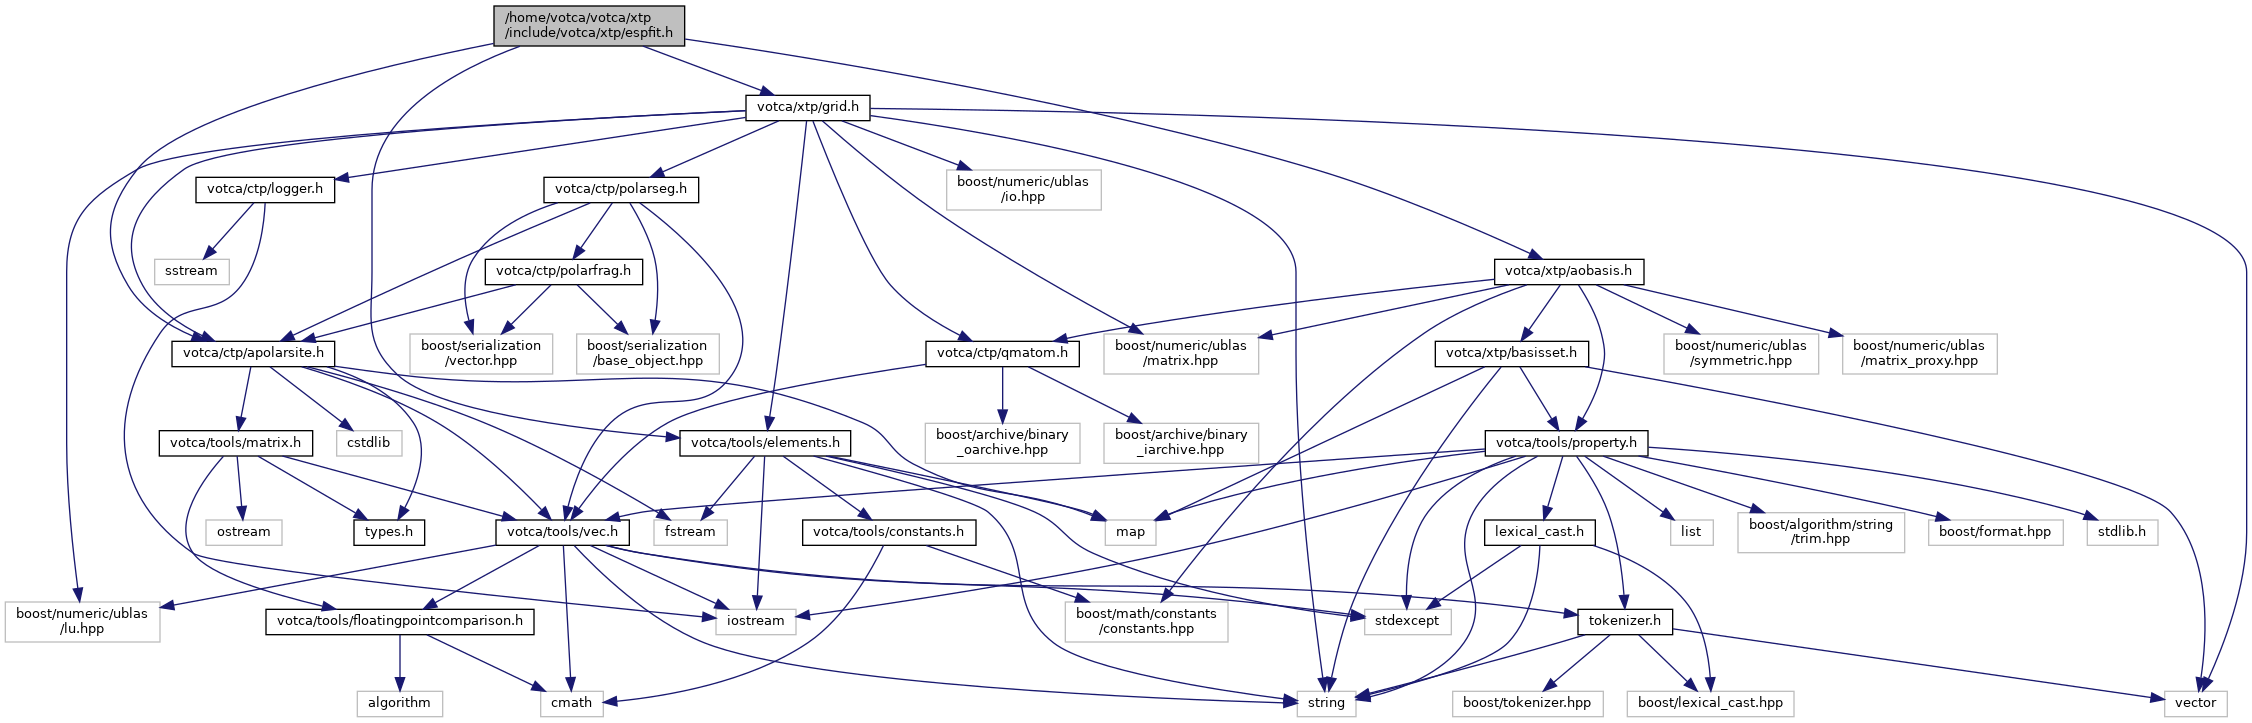 /home/votca/votca/xtp
/include/votca/xtp/espfit.h
votca/xtp/grid.h
votca/ctp/logger.h
votca/ctp/polarseg.h
boost/numeric/ublas
/io.hpp
sstream
votca/ctp/polarfrag.h
votca/xtp/aobasis.h
votca/ctp/apolarsite.h
boost/serialization
/vector.hpp
boost/serialization
/base_object.hpp
votca/ctp/qmatom.h
boost/numeric/ublas
/matrix.hpp
votca/xtp/basisset.h
boost/numeric/ublas
/symmetric.hpp
boost/numeric/ublas
/matrix_proxy.hpp
votca/tools/matrix.h
cstdlib
votca/tools/elements.h
boost/archive/binary
_oarchive.hpp
boost/archive/binary
_iarchive.hpp
votca/tools/property.h
ostream
types.h
votca/tools/vec.h
fstream
votca/tools/constants.h
map
lexical_cast.h
list
boost/algorithm/string
/trim.hpp
boost/format.hpp
stdlib.h
boost/numeric/ublas
/lu.hpp
votca/tools/floatingpointcomparison.h
iostream
boost/math/constants
/constants.hpp
stdexcept
tokenizer.h
algorithm
cmath
string
boost/tokenizer.hpp
boost/lexical_cast.hpp
vector